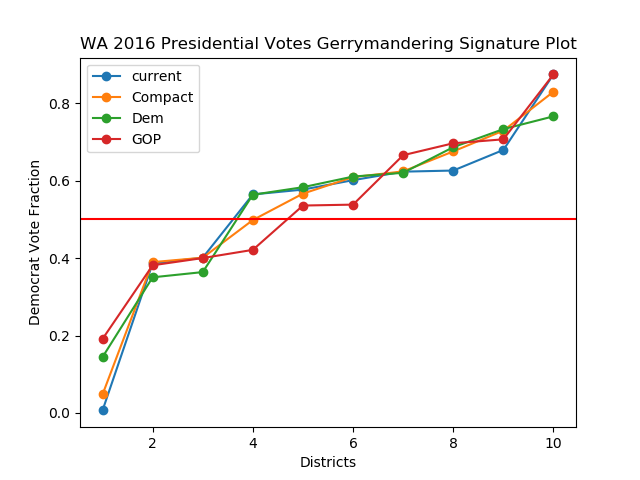 WA 2016 Presidential Votes Gerrymandering Signature Plot
current
Compact
Dem
GOP
Democrat Vote Fraction
0.8
0.6
0.4
0.2
0.0
2 4 6 8 10
Districts